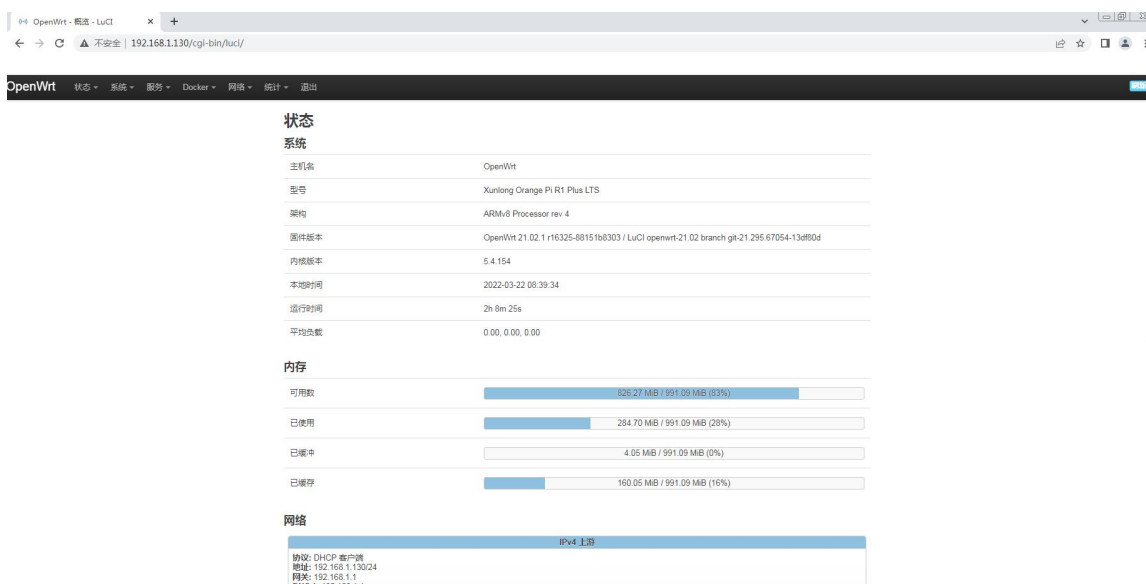 OpenWrt - 概览 - LuCI
不安全 | 192.168.1.130/cgi-bin/luci/
OpenWrt 状态 系统 服务 Docker 网络 统计 退出
状态
系统
主机名 OpenWrt
型号 Xunlong Orange Pi R1 Plus LTS
架构 ARMv8 Processor rev 4
固件版本 OpenWrt 21.02.1 r16325-88151b8303 / LuCI openwrt-21.02 branch git-21.295.67054-13df80d
内核版本 5.4.154
本地时间 2022-03-22 08:39:34
运行时间 2h 8m 25s
平均负载 0.00, 0.00, 0.00
内存
可用数 826.27 MiB / 991.09 MiB (83%)
已使用 284.70 MiB / 991.09 MiB (28%)
已缓冲 4.05 MiB / 991.09 MiB (0%)
已缓存 160.05 MiB / 991.09 MiB (16%)
网络
IPv4 上游
协议: DHCP 客户端
地址: 192.168.1.130/24
网关: 192.168.1.1